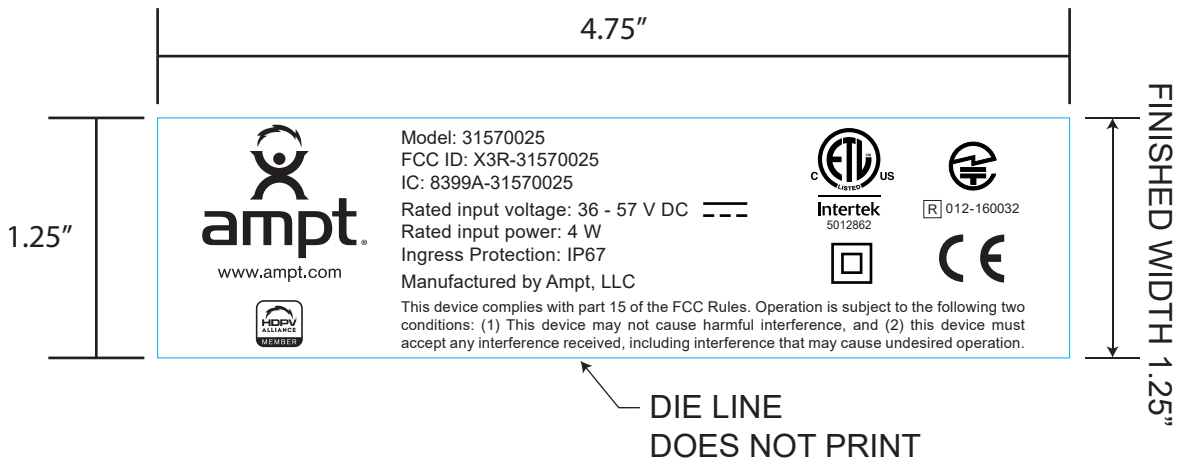 4.75”
1.25”
FINISHED WIDTH 1.25”
ampt®
www.ampt.com
HDPV
ALLIANCE
MEMBER
Model: 31570025
FCC ID: X3R-31570025
IC: 8399A-31570025
Rated input voltage: 36 - 57 V DC
Rated input power: 4 W
Ingress Protection: IP67
Manufactured by Ampt, LLC
This device complies with part 15 of the FCC Rules. Operation is subject to the following two
conditions: (1) This device may not cause harmful interference, and (2) this device must
accept any interference received, including interference that may cause undesired operation.
ETL
C US
LISTED
Intertek
5012862
R 012-160032
CE
DIE LINE
DOES NOT PRINT